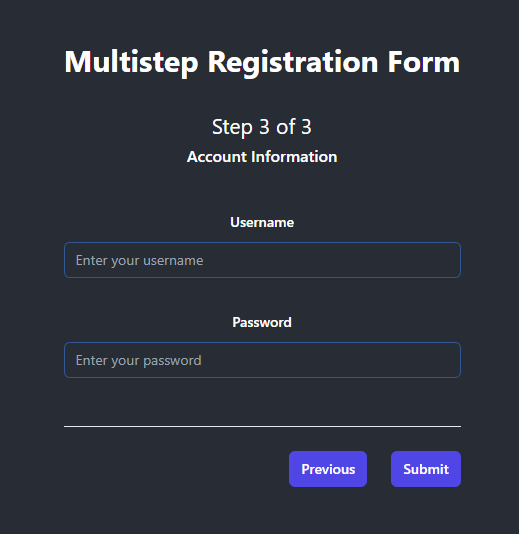 Multistep Registration Form
Step 3 of 3
Account Information
Username
Enter your username
Password
Enter your password
Previous Submit